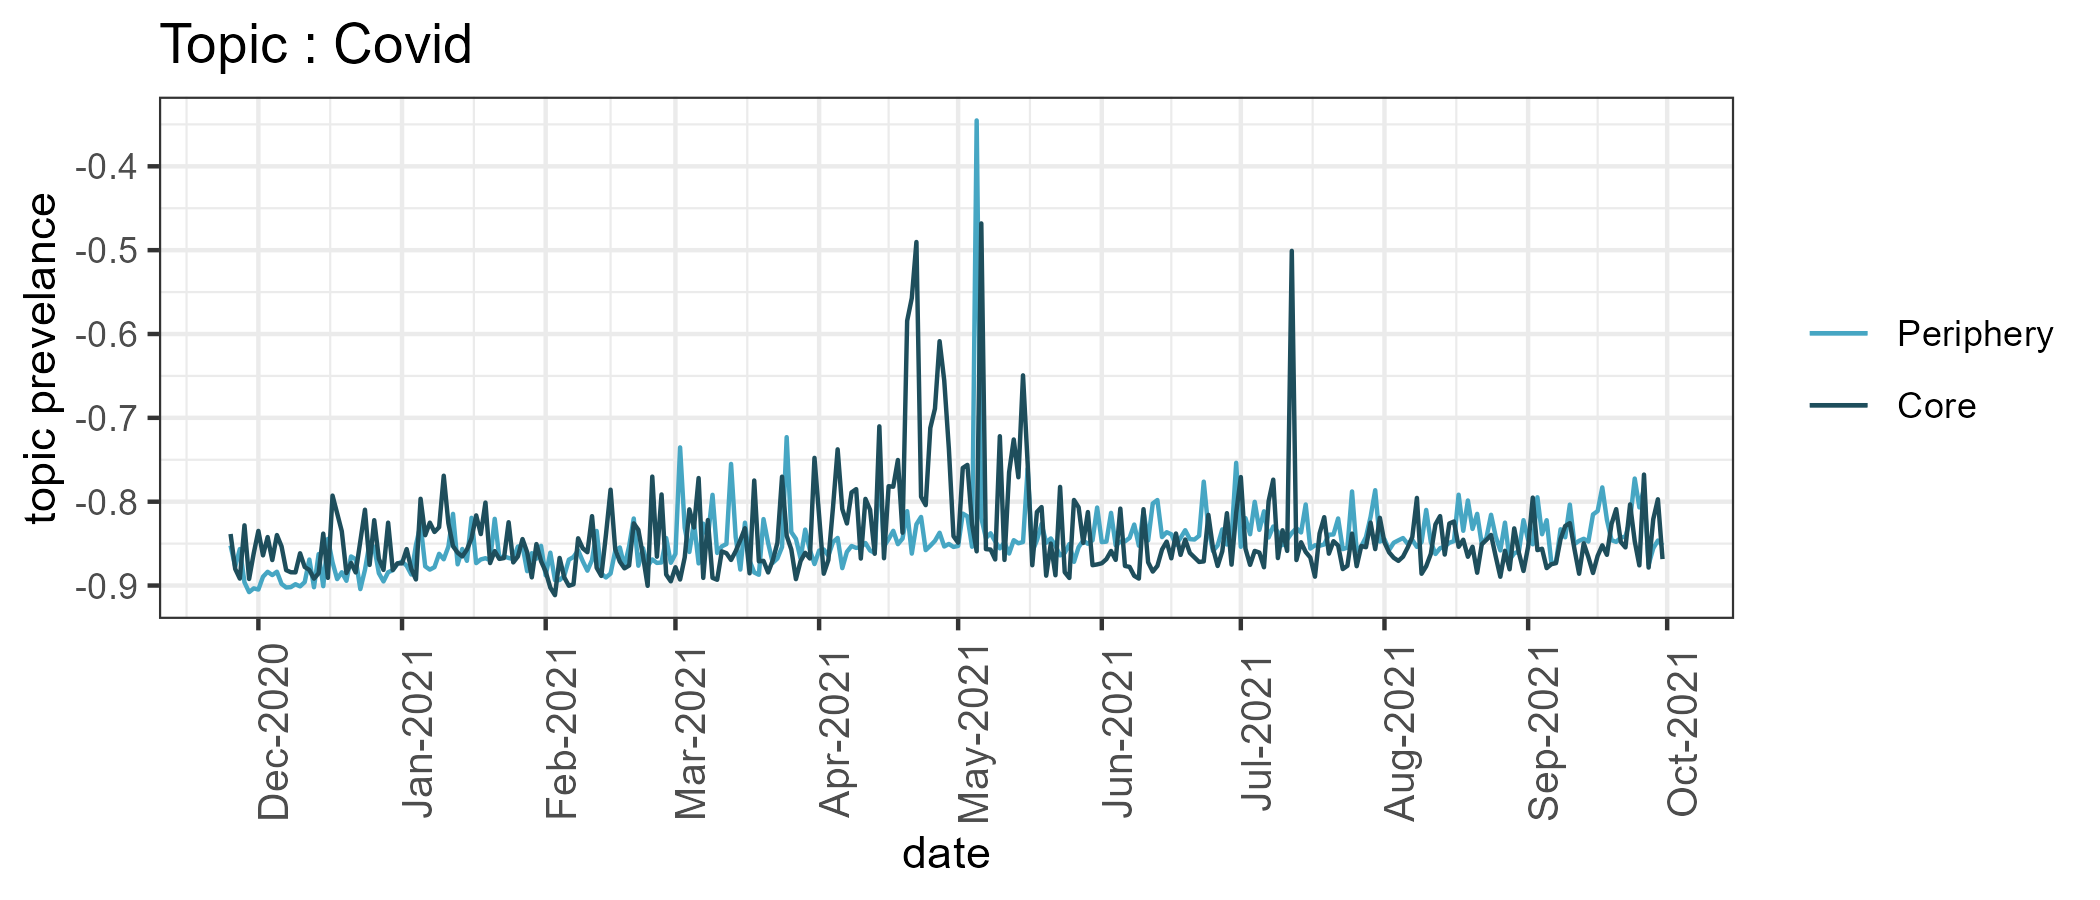 Topic : Covid
topic prevelance
-0.4
-0.5
-0.6
-0.7
-0.8
-0.9
Dec-2020
Jan-2021
Feb-2021
Mar-2021
Apr-2021
May-2021
Jun-2021
Jul-2021
Aug-2021
Sep-2021
Oct-2021
date
Periphery
Core